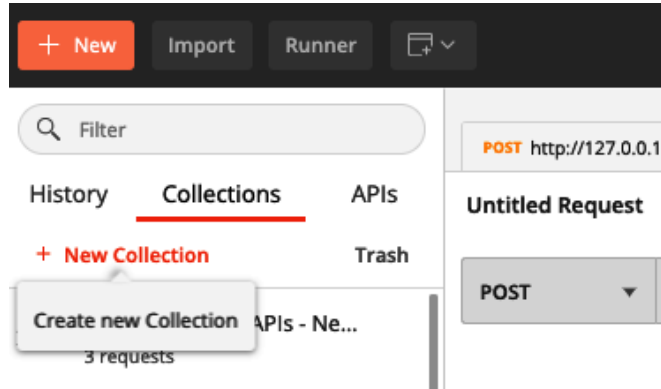 + New Import Runner
Filter
POST http://127.0.0.1
History Collections APIs
Untitled Request
+ New Collection Trash
POST
Create new Collection APIs - Ne...
3 requests